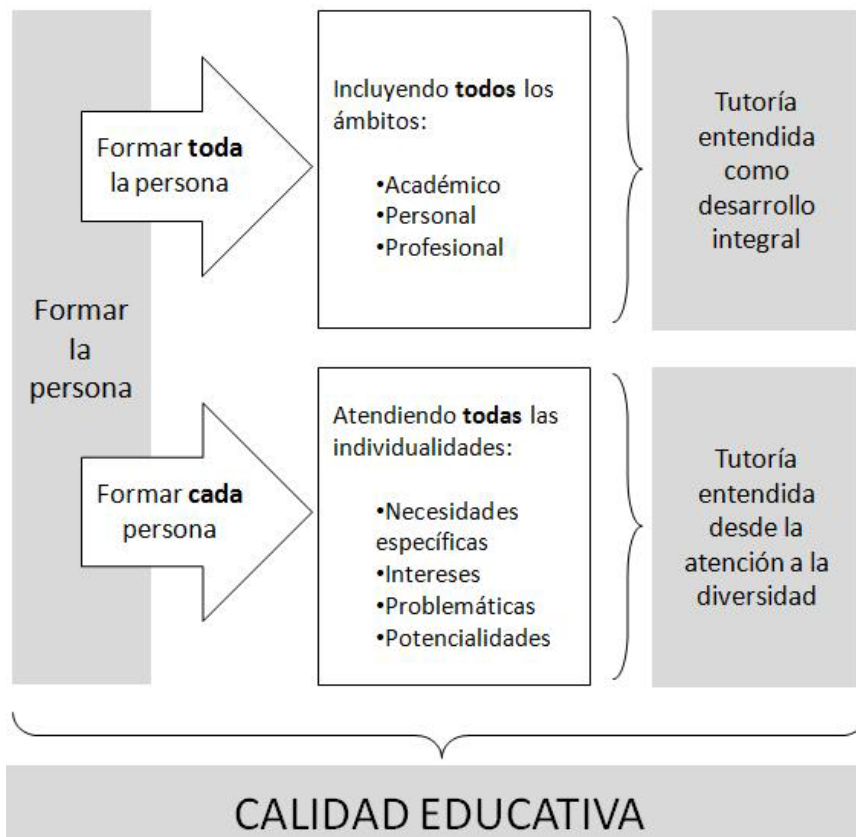 Formar
la
persona
Formar toda
la persona
Incluyendo todos los
ámbitos:
•Académico
•Personal
•Profesional
Tutoría
entendida
como
desarrollo
integral
Formar cada
persona
Atendiendo todas las
individualidades:
•Necesidades
específicas
•Intereses
•Problemáticas
•Potencialidades
Tutoría
entendida
desde la
atención a la
diversidad
CALIDAD EDUCATIVA